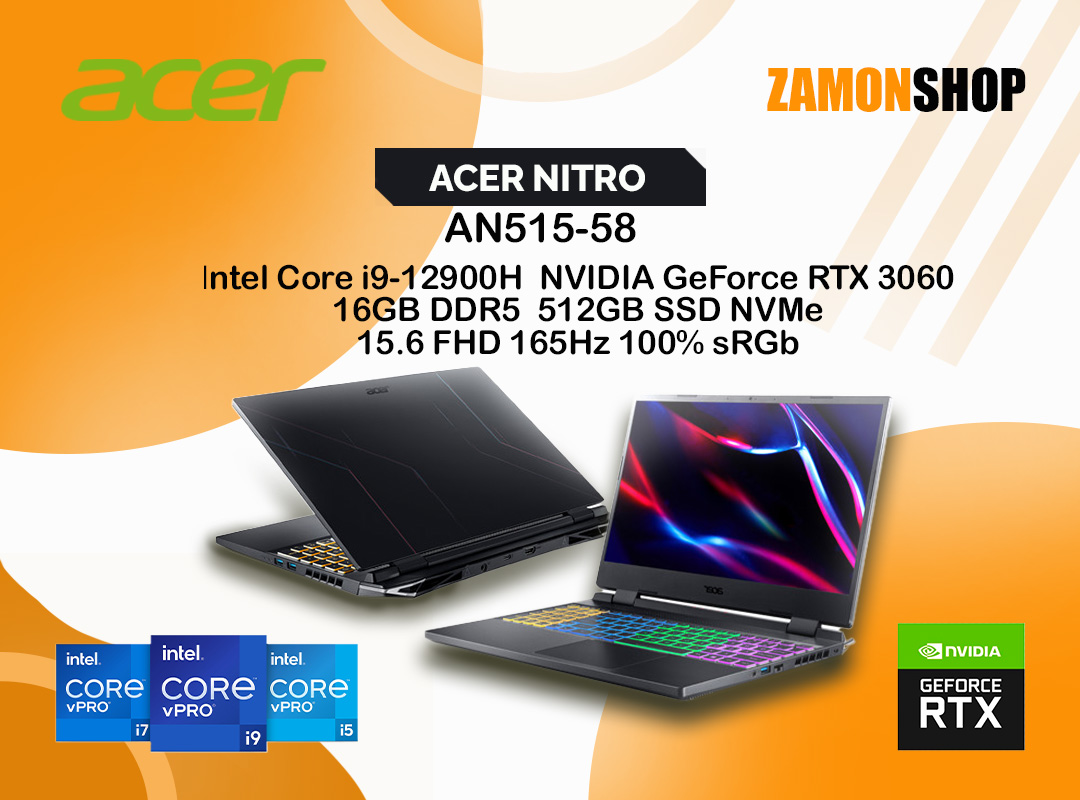 acer
ZAMONSHOP
ACER NITRO
AN515-58
Intel Core i9-12900H NVIDIA GeForce RTX 3060
16GB DDR5 512GB SSD NVMe
15.6 FHD 165Hz 100% sRGb
acer
acer
intel.
CORE
vPRO
i7
intel.
CORE
vPRO
i9
intel.
CORE
vPRO
i5
NVIDIA
GEFORCE
RTX